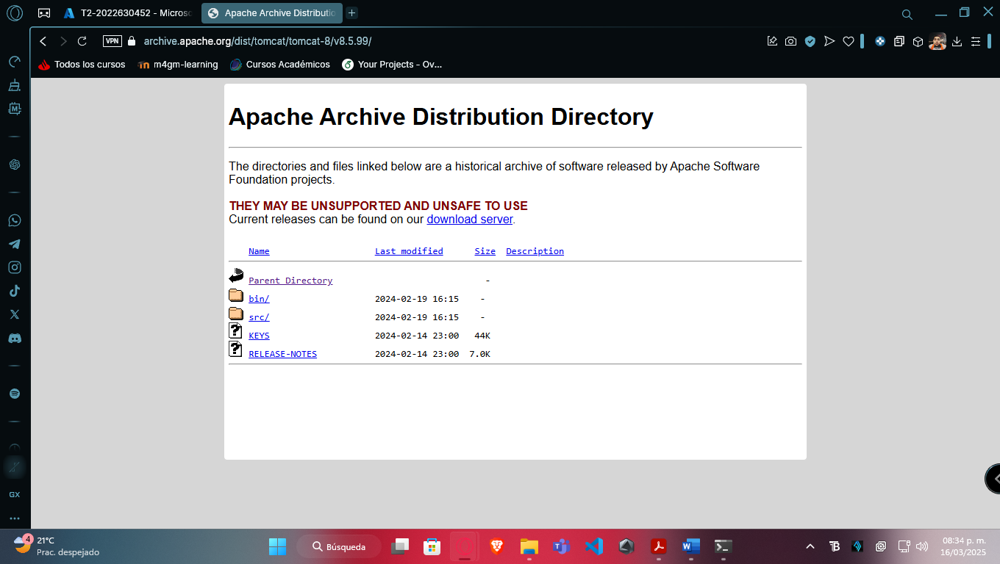 T2-2022630452 - Micros
Apache Archive Distributi
VPN
archive.apache.org/dist/tomcat/tomcat-8/v8.5.99/
Todos los cursos
m4gm-learning
Cursos Académicos
Your Projects - Ov...
Apache Archive Distribution Directory
The directories and files linked below are a historical archive of software released by Apache Software
Foundation projects.
THEY MAY BE UNSUPPORTED AND UNSAFE TO USE
Current releases can be found on our download server.
Name Last modified Size Description
Parent Directory -
bin/ 2024-02-19 16:15 -
src/ 2024-02-19 16:15 -
KEYS 2024-02-14 23:00 44K
RELEASE-NOTES 2024-02-14 23:00 7.0K
GX
4
21°C
Prac. despejado
Búsqueda
08:34 p. m.
16/03/2025